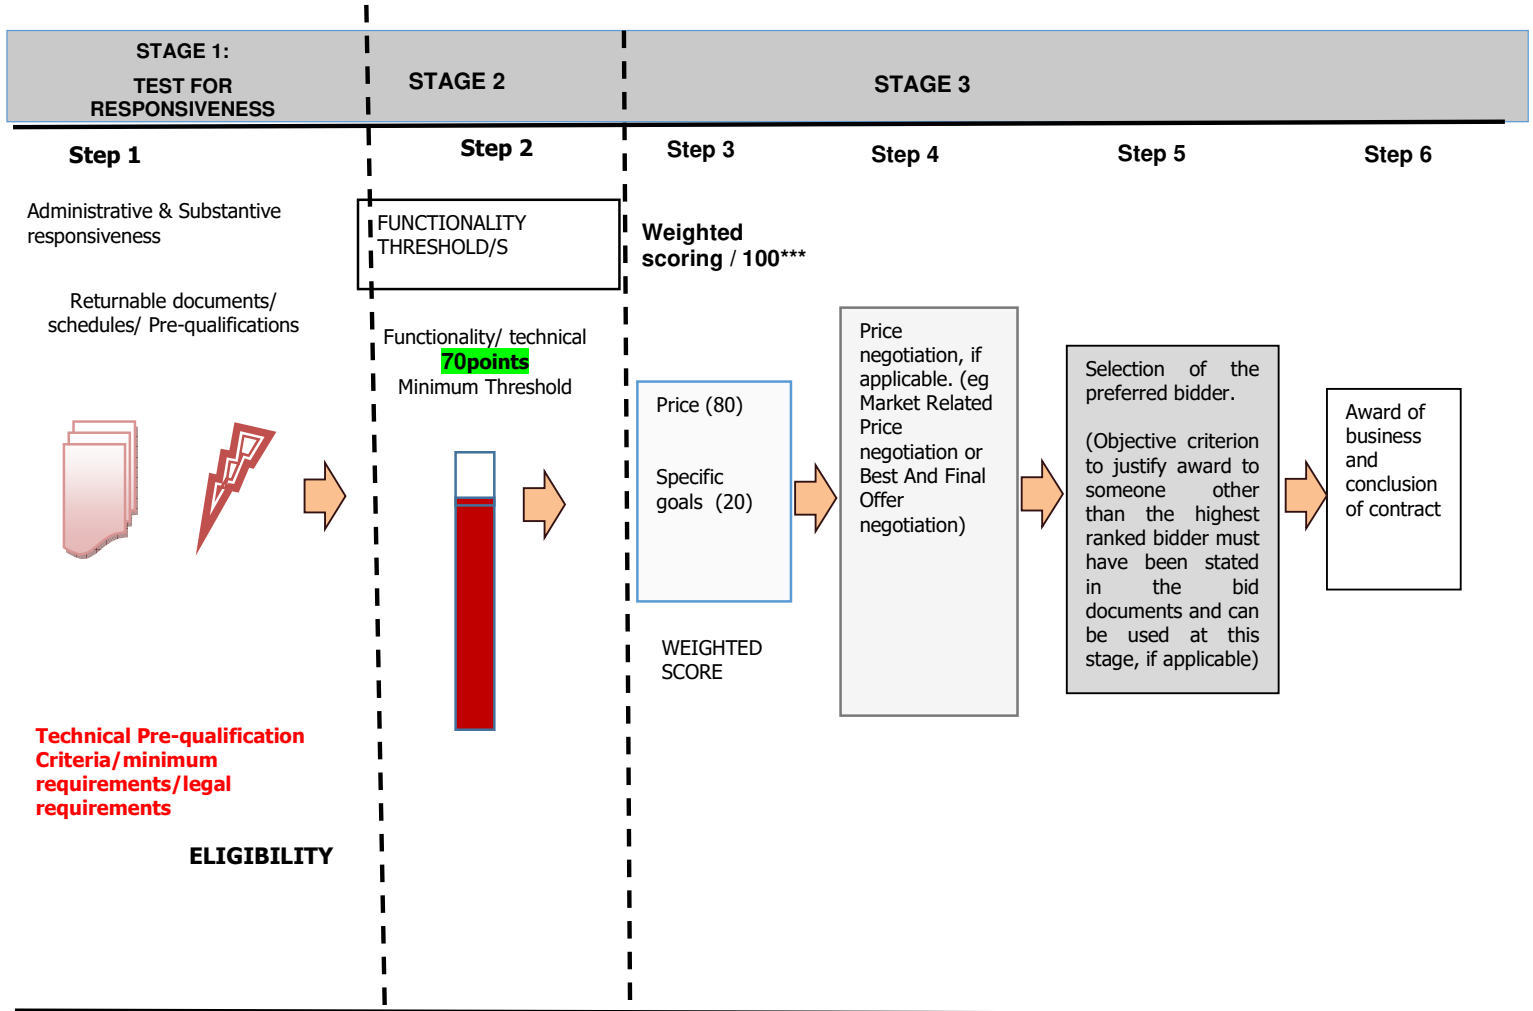 STAGE 1:
TEST FOR
RESPONSIVENESS
STAGE 2
STAGE 3
Step 1
Step 2
Step 3
Step 4
Step 5
Step 6
Administrative & Substantive
responsiveness
Returnable documents/
schedules/ Pre-qualifications
Technical Pre-qualification
Criteria/minimum
requirements/legal
requirements
ELIGIBILITY
FUNCTIONALITY
THRESHOLD/S
Functionality/ technical
70points
Minimum Threshold
Weighted
scoring / 100***
Price (80)
Specific
goals (20)
WEIGHTED
SCORE
Price
negotiation, if
applicable. (eg
Market Related
Price
negotiation or
Best And Final
Offer
negotiation)
Selection of the
preferred bidder.
(Objective criterion
to justify award to
someone other
than the highest
ranked bidder must
have been stated
in the bid
documents and can
be used at this
stage, if applicable)
Award of
business
and
conclusion
of contract